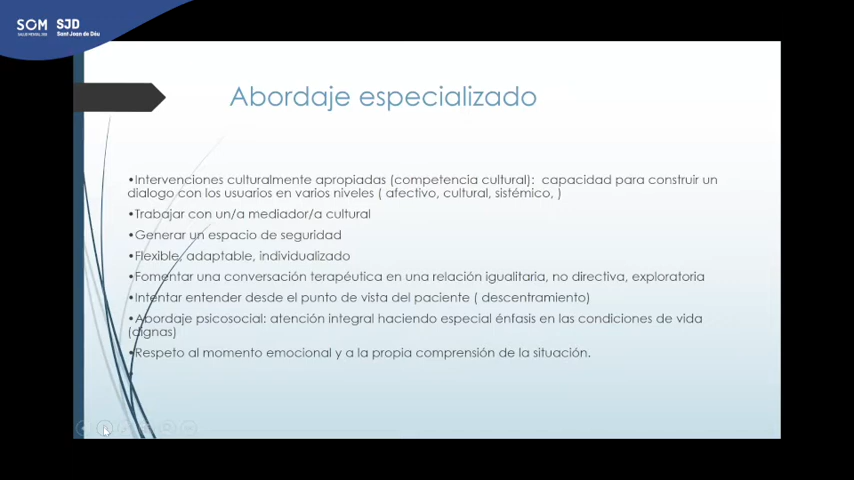 SOM
SALUD MENTAL 360
SJD
Sant Joan de Déu
Abordaje especializado
•Intervenciones culturalmente apropiadas (competencia cultural): capacidad para construir un
dialogo con los usuarios en varios niveles ( afectivo, cultural, sistémico, )
•Trabajar con un/a mediador/a cultural
•Generar un espacio de seguridad
•Flexible, adaptable, individualizado
•Fomentar una conversación terapéutica en una relación igualitaria, no directiva, exploratoria
•Intentar entender desde el punto de vista del paciente ( descentramiento)
•Abordaje psicosocial: atención integral haciendo especial énfasis en las condiciones de vida
(dignas)
•Respeto al momento emocional y a la propia comprensión de la situación.
•